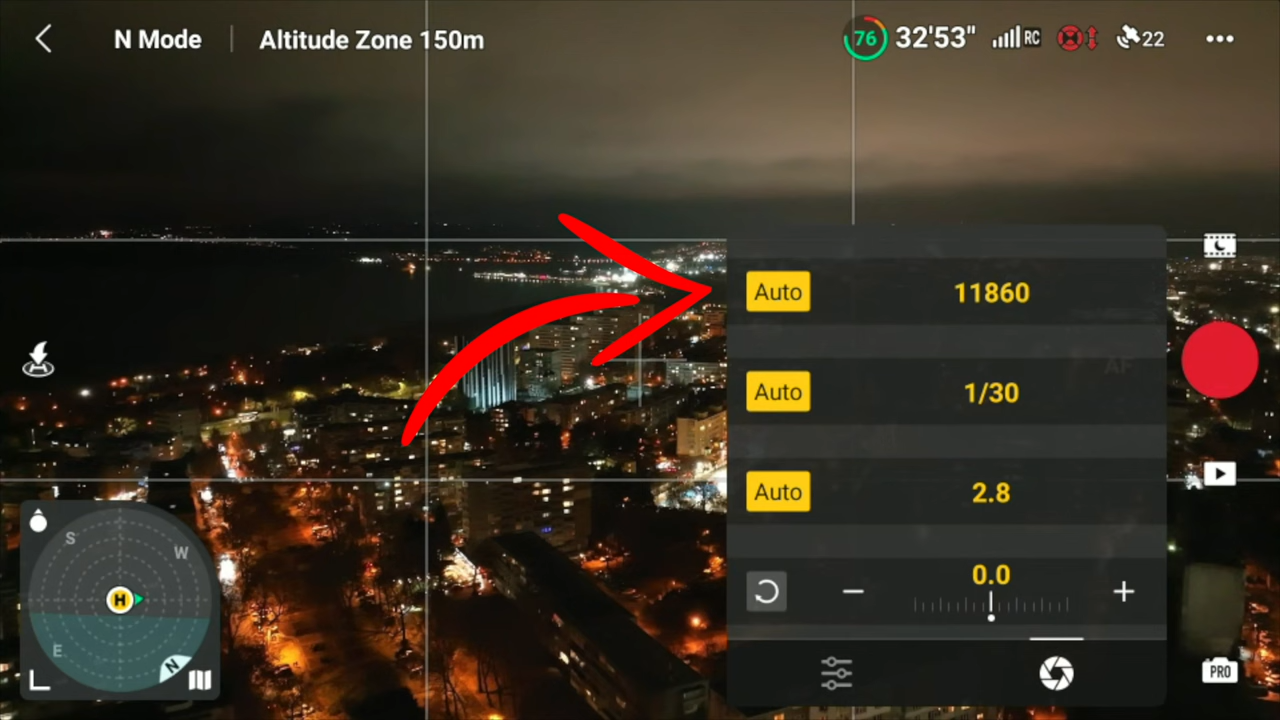 N Mode | Altitude Zone 150m
76 32'53" RC 22
Auto 11860
AF
Auto 1/30
Auto 2.8
0.0
S
W
H
E
N
PRO